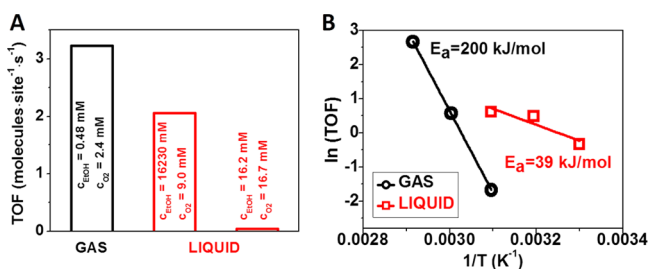 A
TOF (molecules·site⁻¹·s⁻¹)
3
2
1
0
c_EtOH = 0.48 mM
c_O2 = 2.4 mM
c_EtOH = 16230 mM
c_O2 = 9.0 mM
c_EtOH = 16.2 mM
c_O2 = 16.7 mM
GAS
LIQUID
B
ln (TOF)
3
2
1
0
-1
-2
Ea=200 kJ/mol
Ea=39 kJ/mol
GAS
LIQUID
0.0028 0.0030 0.0032 0.0034
1/T (K⁻¹)